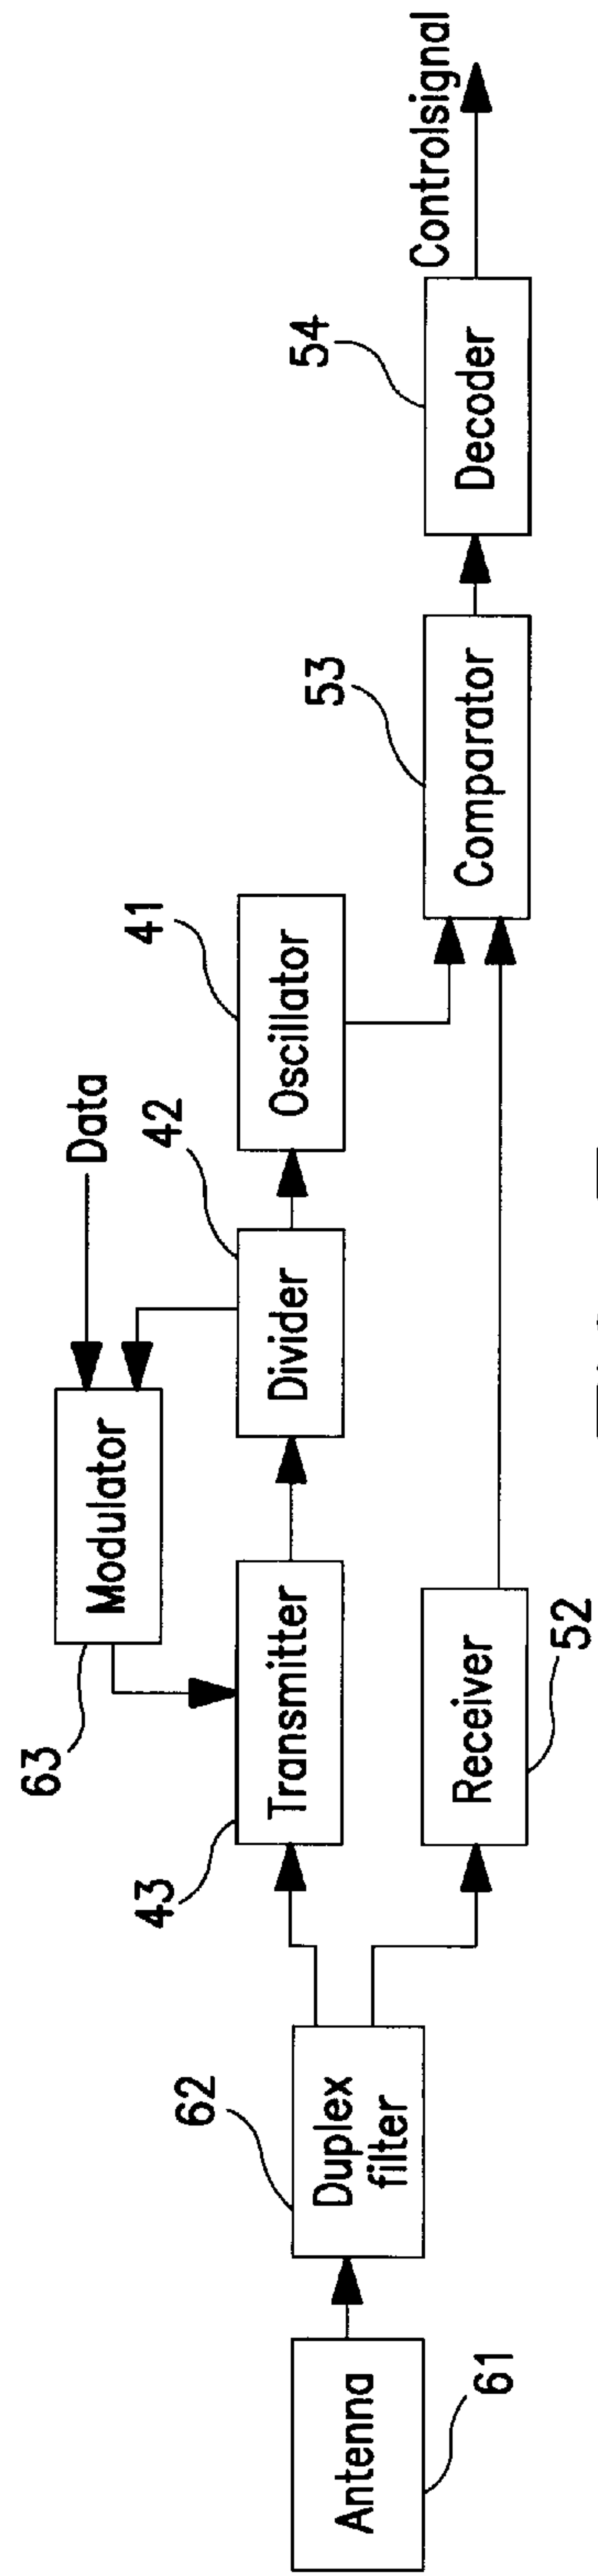 Antenna
61
Duplex
filter
62
Transmitter
43
Modulator
63
Data
Divider
42
Oscillator
41
Receiver
52
Comparator
53
Decoder
54
Controlsignal